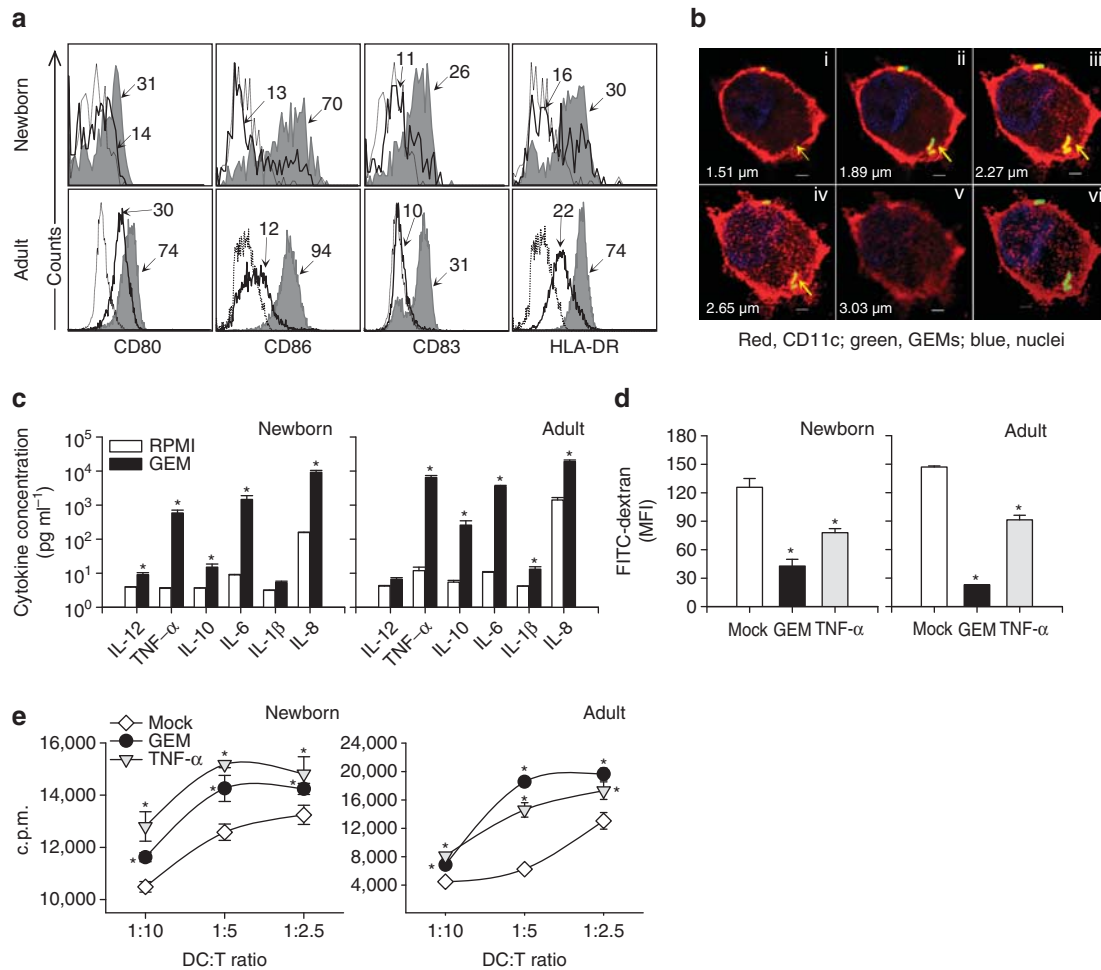 a
Newborn
31
14
13
70
11
26
16
30
Adult
Counts
30
74
12
94
10
31
22
74
CD80
CD86
CD83
HLA-DR
b
i
ii
iii
1.51 μm
1.89 μm
2.27 μm
iv
v
vi
2.65 μm
3.03 μm
Red, CD11c; green, GEMs; blue, nuclei
c
Cytokine concentration
(pg ml⁻¹)
10⁵
10⁴
10³
10²
10¹
10⁰
RPMI
GEM
Newborn
Adult
* * * * *
* * * * *
IL-12
TNF-α
IL-10
IL-6
IL-1β
IL-8
IL-12
TNF-α
IL-10
IL-6
IL-1β
IL-8
d
FITC-dextran
(MFI)
180
150
120
90
60
30
0
Newborn
Adult
* *
* *
Mock GEM TNF-α
Mock GEM TNF-α
e
Mock
GEM
TNF-α
Newborn
Adult
c.p.m.
16,000
14,000
12,000
10,000
24,000
20,000
16,000
12,000
8,000
4,000
* * * * * *
* * * * * *
1:10
1:5
1:2.5
1:10
1:5
1:2.5
DC:T ratio
DC:T ratio